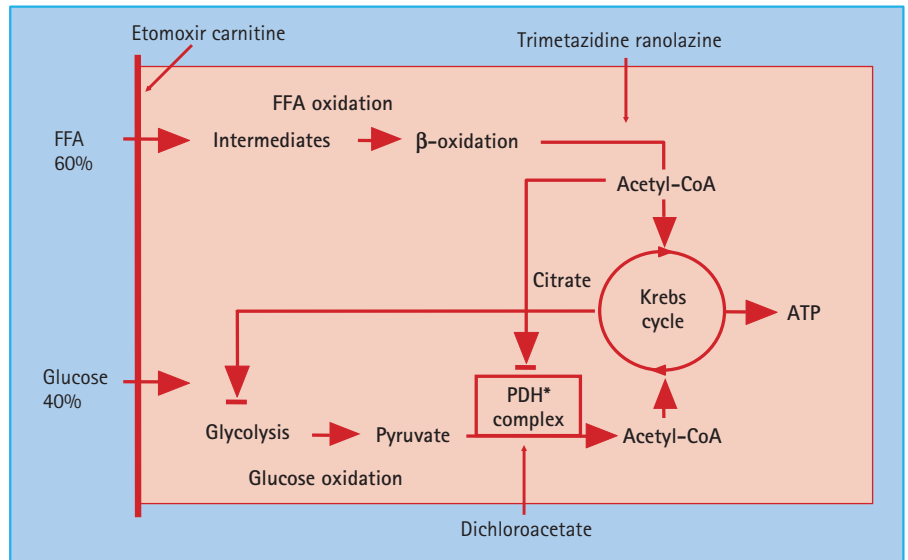 Etomoxir carnitine
Trimetazidine ranolazine
FFA oxidation
FFA
60%
Intermediates
β-oxidation
Acetyl-CoA
Citrate
Krebs
cycle
ATP
Glucose
40%
PDH*
complex
Glycolysis
Pyruvate
Acetyl-CoA
Glucose oxidation
Dichloroacetate